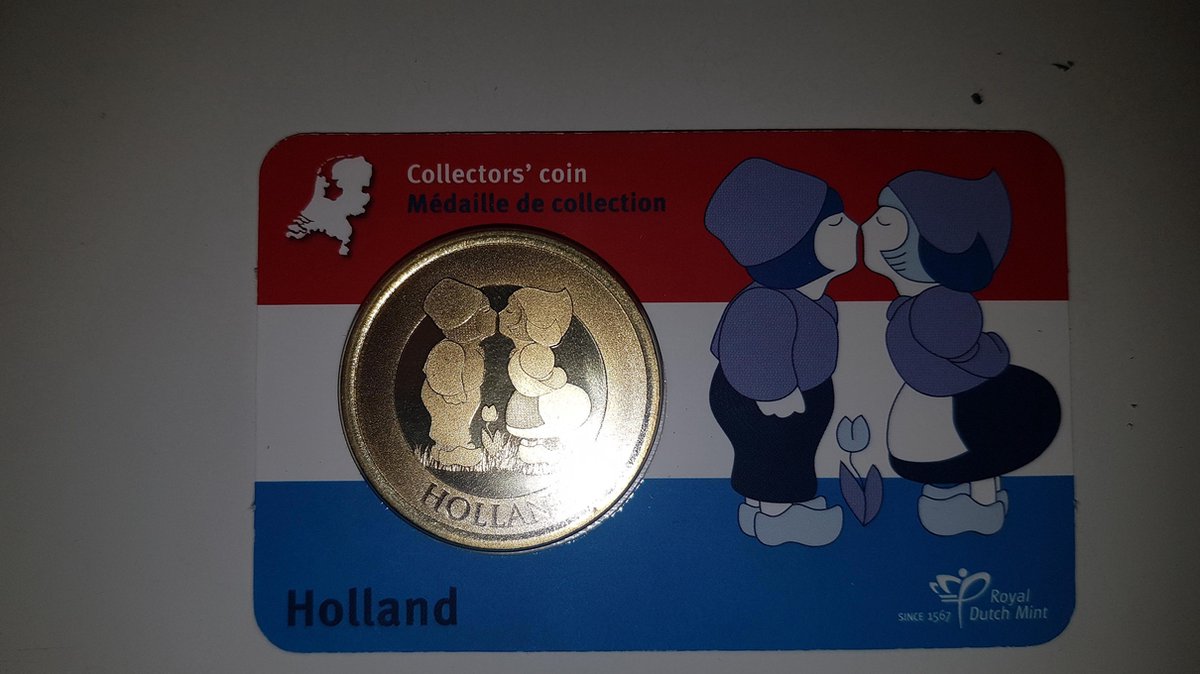 Collectors' coin
Médaille de collection
HOLLAN
Holland
Royal
SINCE 1567 Dutch Mint